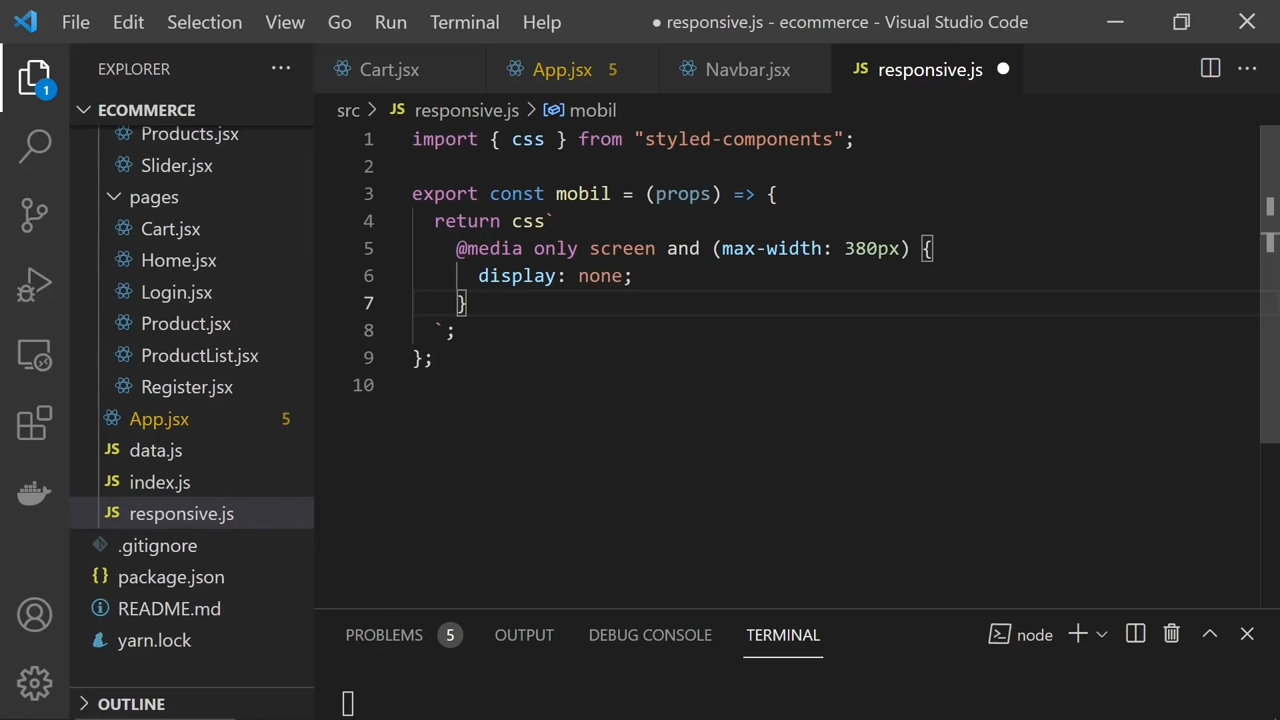 File Edit Selection View Go Run Terminal Help ● responsive.js - ecommerce - Visual Studio Code
EXPLORER ... Cart.jsx App.jsx 5 Navbar.jsx JS responsive.js ● ...
1
ECOMMERCE
Products.jsx
Slider.jsx
pages
Cart.jsx
Home.jsx
Login.jsx
Product.jsx
ProductList.jsx
Register.jsx
App.jsx 5
JS data.js
JS index.js
JS responsive.js
.gitignore
{} package.json
README.md
yarn.lock
OUTLINE
src > JS responsive.js > mobil
1 import { css } from "styled-components";
2
3 export const mobil = (props) => {
4 return css`
5 @media only screen and (max-width: 380px) {
6 display: none;
7 }
8 `;
9 };
10
PROBLEMS 5 OUTPUT DEBUG CONSOLE TERMINAL node